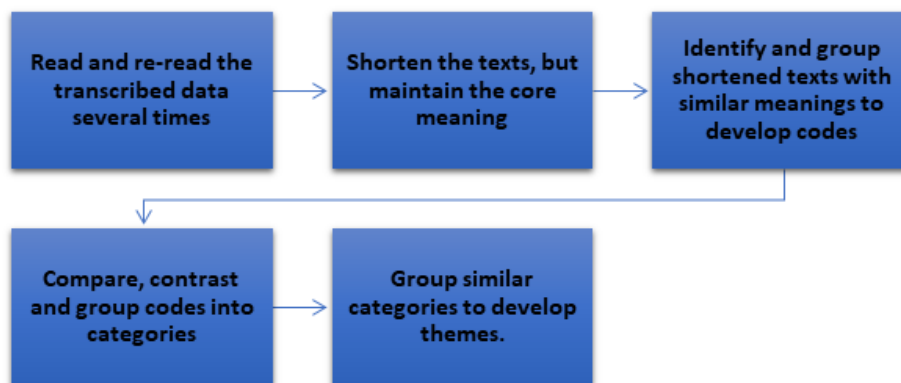 Read and re-read the
transcribed data
several times
Shorten the texts, but
maintain the core
meaning
Identify and group
shortened texts with
similar meanings to
develop codes
Compare, contrast
and group codes into
categories
Group similar
categories to develop
themes.